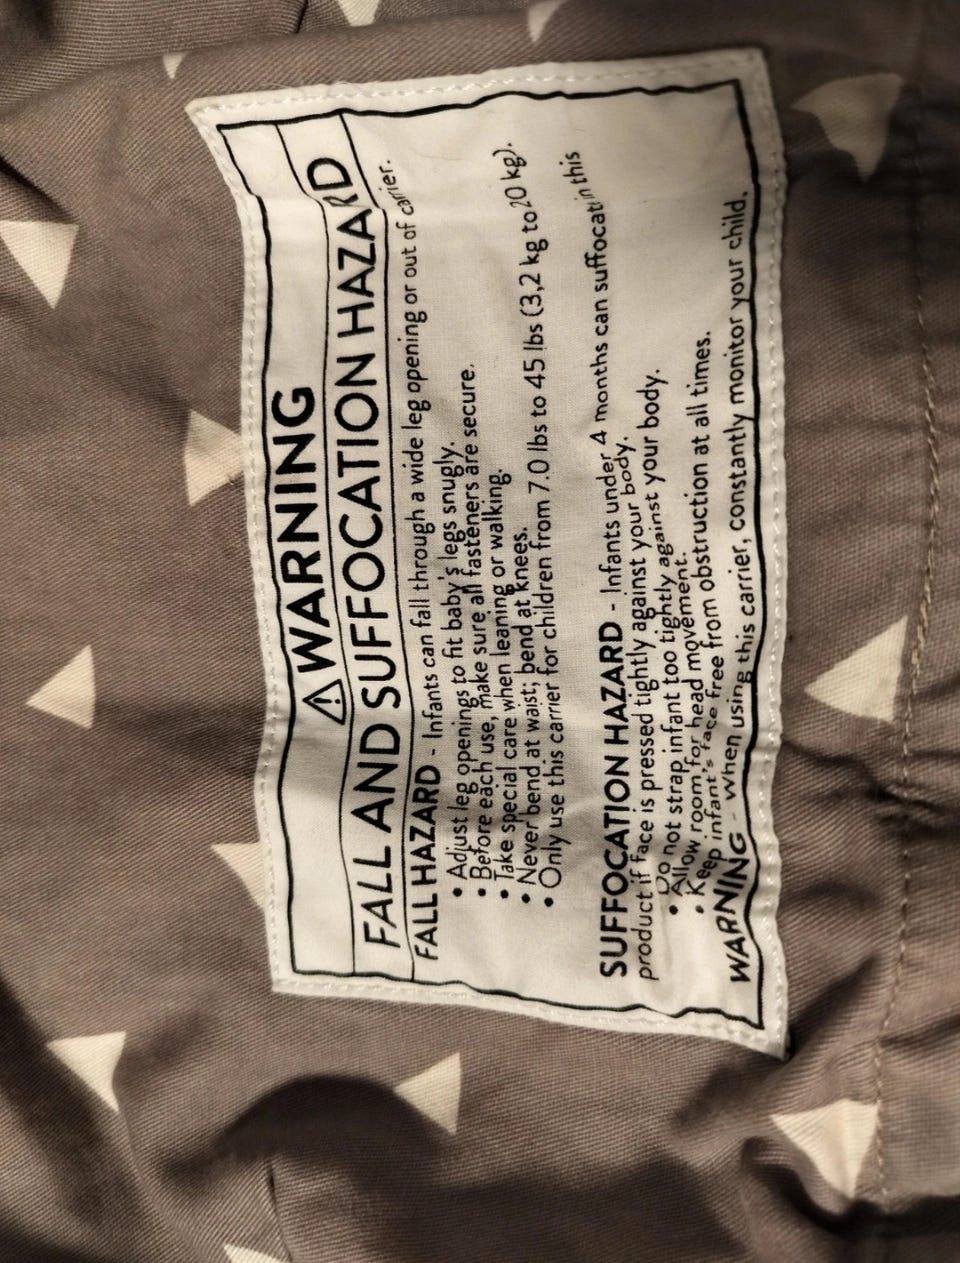 ⚠WARNING
FALL AND SUFFOCATION HAZARD
FALL HAZARD - Infants can fall through a wide leg opening or out of carrier.
• Adjust leg openings to fit baby's legs snugly.
• Before each use, make sure all fasteners are secure.
• Take special care when leaning or walking.
• Never bend at waist; bend at knees.
• Only use this carrier for children from 7.0 lbs to 45 lbs (3,2 kg to 20 kg).
SUFFOCATION HAZARD - Infants under 4 months can suffocat in this
product if face is pressed tightly against your body.
• Do not strap infant too tightly against your body.
• Allow room for head movement.
• Keep infant's face free from obstruction at all times.
WARNING - When using this carrier, constantly monitor your child.